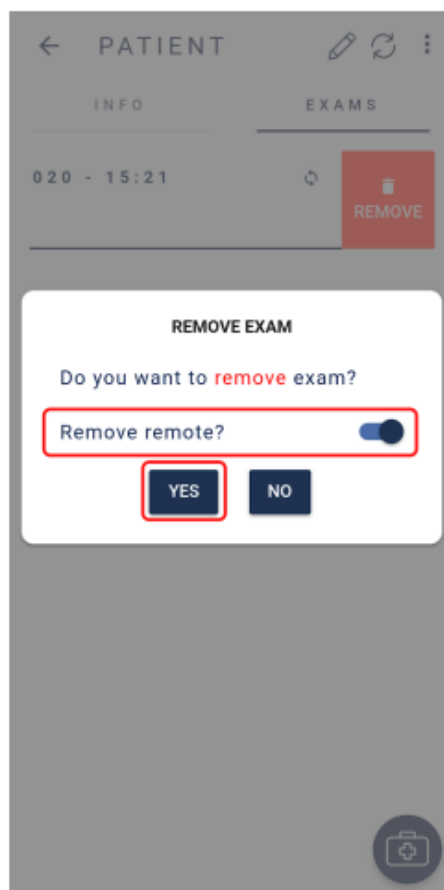 PATIENT
INFO EXAMS
020 - 15:21
REMOVE
REMOVE EXAM
Do you want to remove exam?
Remove remote?
YES NO